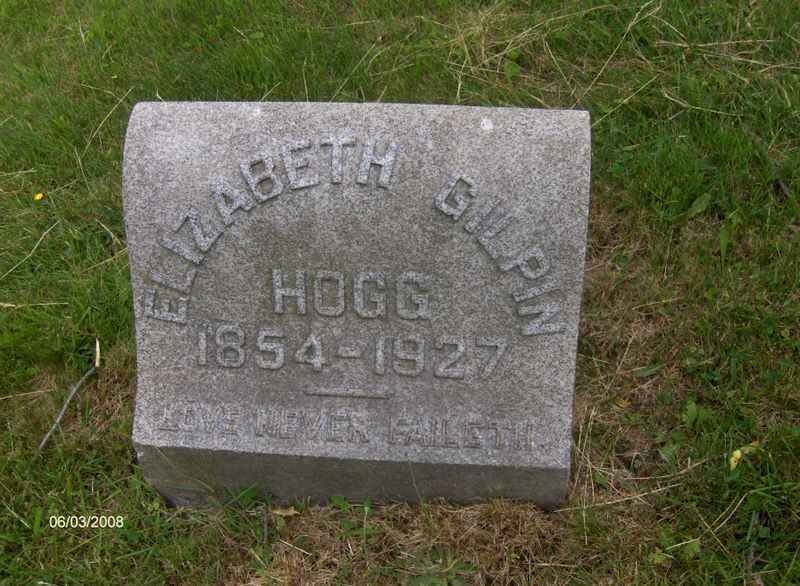 ELIZABETH GILPIN
HOGG
1854-1927
LOVE NEVER FAILETH
06/03/2008